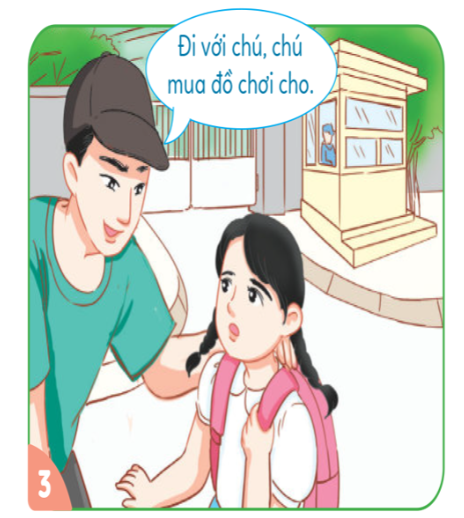 Đi với chú, chú
mua đồ chơi cho.
3